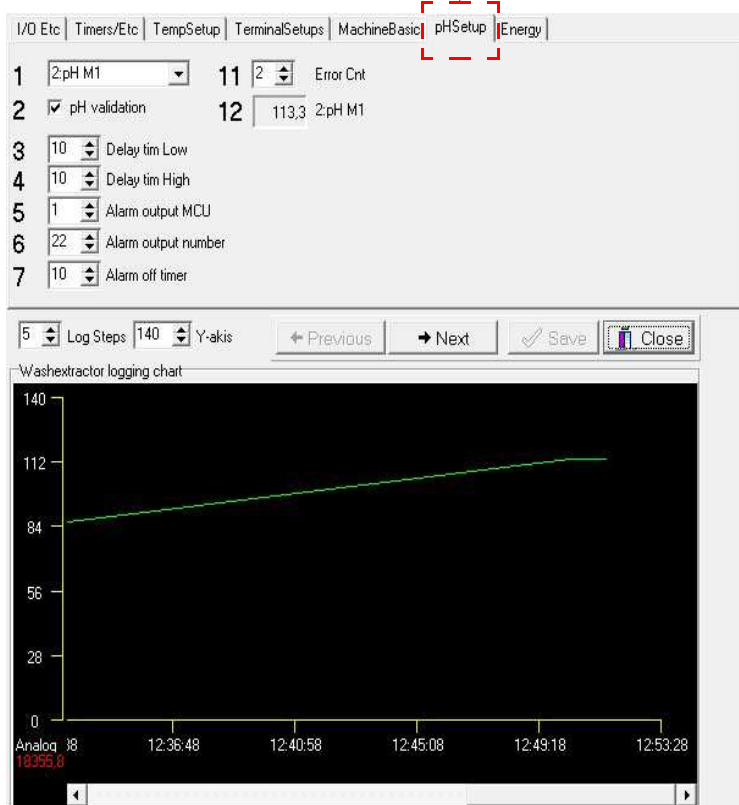 I/O Etc Timers/Etc TempSetup TerminalSetups MachineBasic pHSetup Energy
1 2:pH M1 11 2 Error Cnt
2 pH validation 12 113,3 2:pH M1
3 10 Delay tim Low
4 10 Delay tim High
5 1 Alarm output MCU
6 22 Alarm output number
7 10 Alarm off timer
5 Log Steps 140 Y-akis Previous Next Save Close
Washextractor logging chart
140
112
84
56
28
0
Analog 38 12:36:48 12:40:58 12:45:08 12:49:18 12:53:28
18355,8